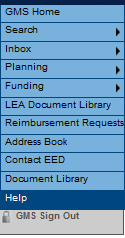 GMS Home
Search
Inbox
Planning
Funding
LEA Document Library
Reimbursement Requests
Address Book
Contact EED
Document Library
Help
GMS Sign Out